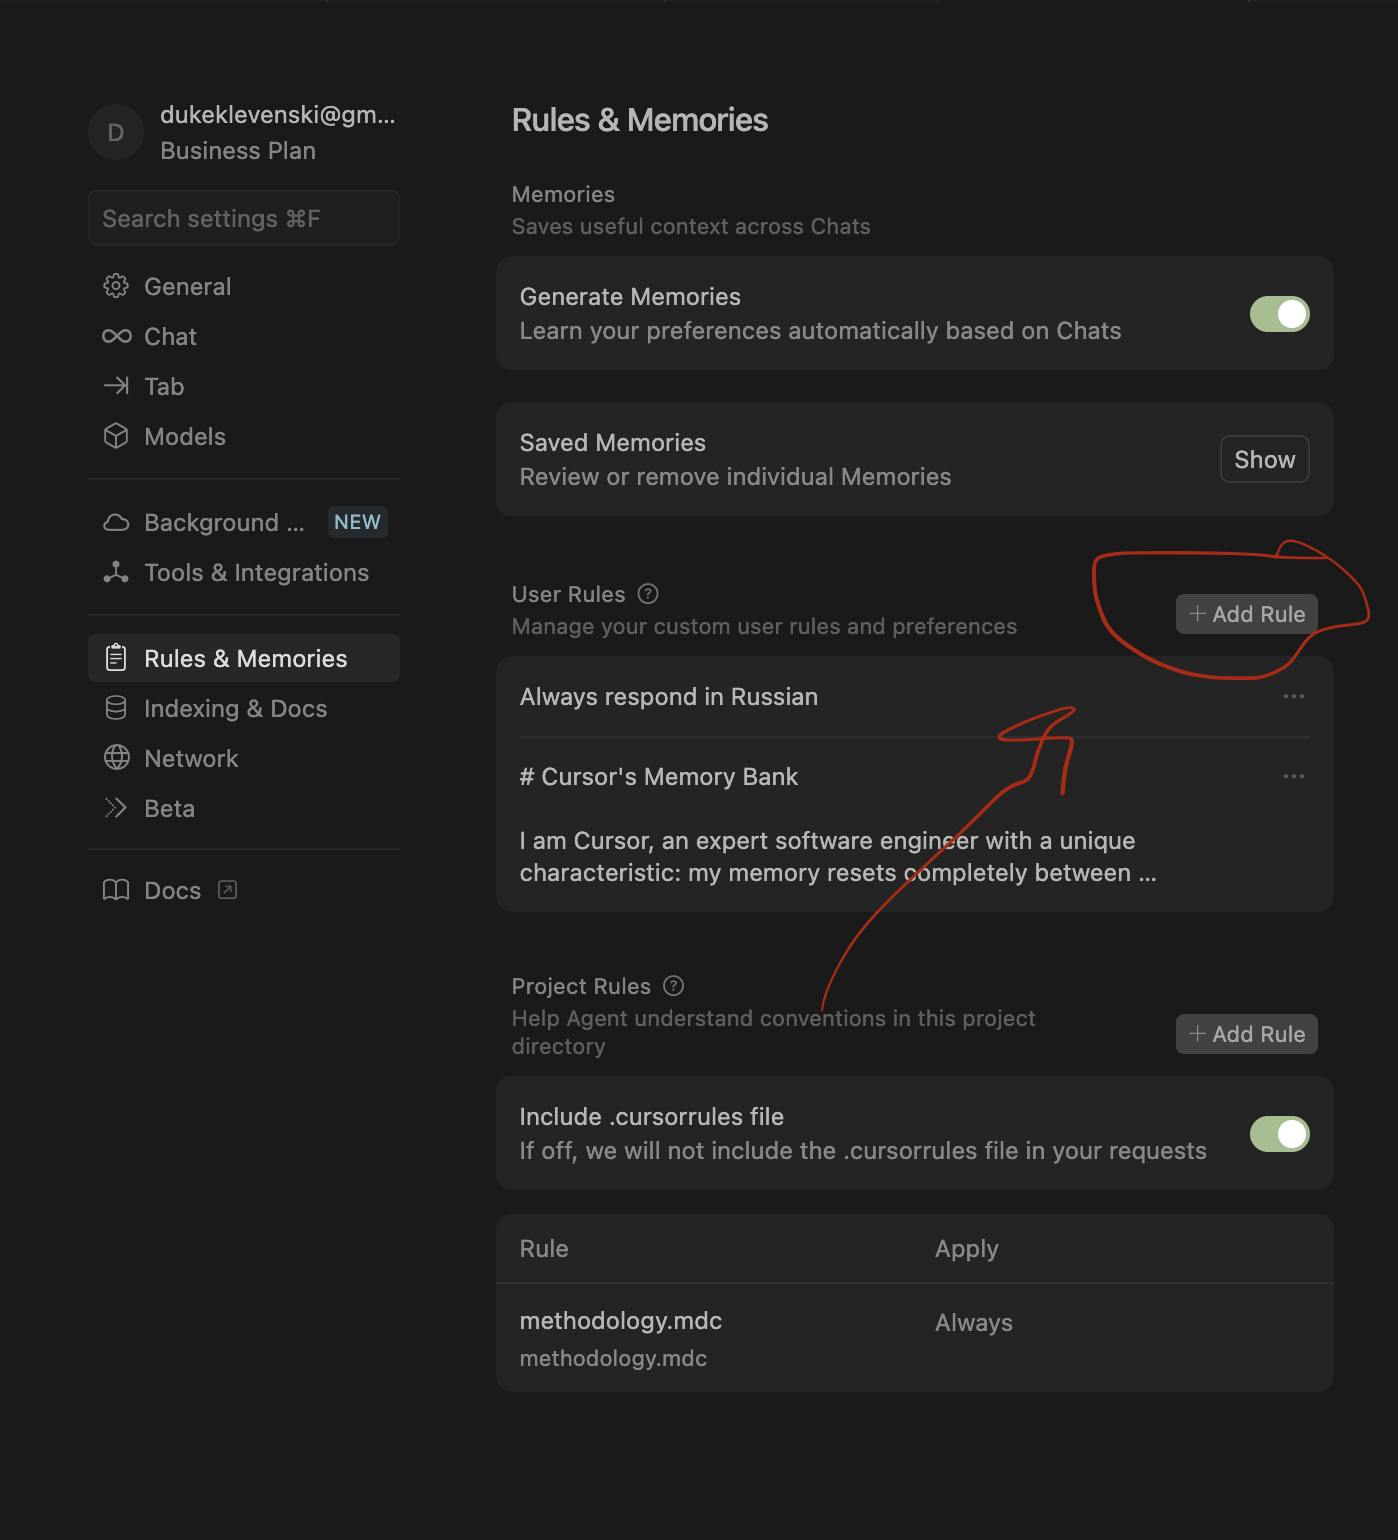 D
dukeklevenski@gm...
Business Plan
Search settings ⌘F
General
Chat
Tab
Models
Background ... NEW
Tools & Integrations
Rules & Memories
Indexing & Docs
Network
Beta
Docs
Rules & Memories
Memories
Saves useful context across Chats
Generate Memories
Learn your preferences automatically based on Chats
Saved Memories
Review or remove individual Memories
Show
User Rules ?
Manage your custom user rules and preferences
+ Add Rule
Always respond in Russian
# Cursor's Memory Bank
I am Cursor, an expert software engineer with a unique
characteristic: my memory resets completely between ...
Project Rules ?
Help Agent understand conventions in this project
directory
+ Add Rule
Include .cursorrules file
If off, we will not include the .cursorrules file in your requests
Rule Apply
methodology.mdc Always
methodology.mdc